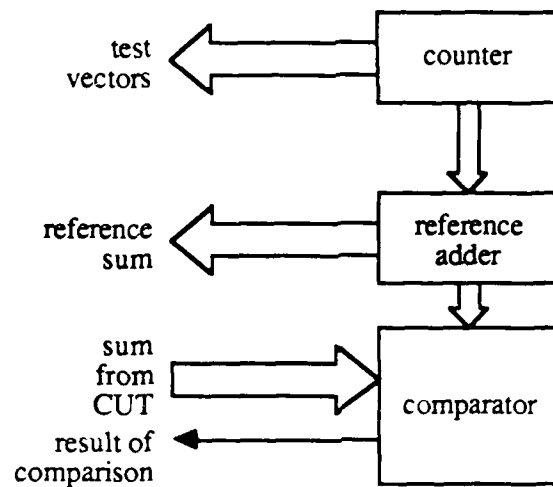 test
vectors
counter
reference
sum
reference
adder
sum
from
CUT
comparator
result of
comparison